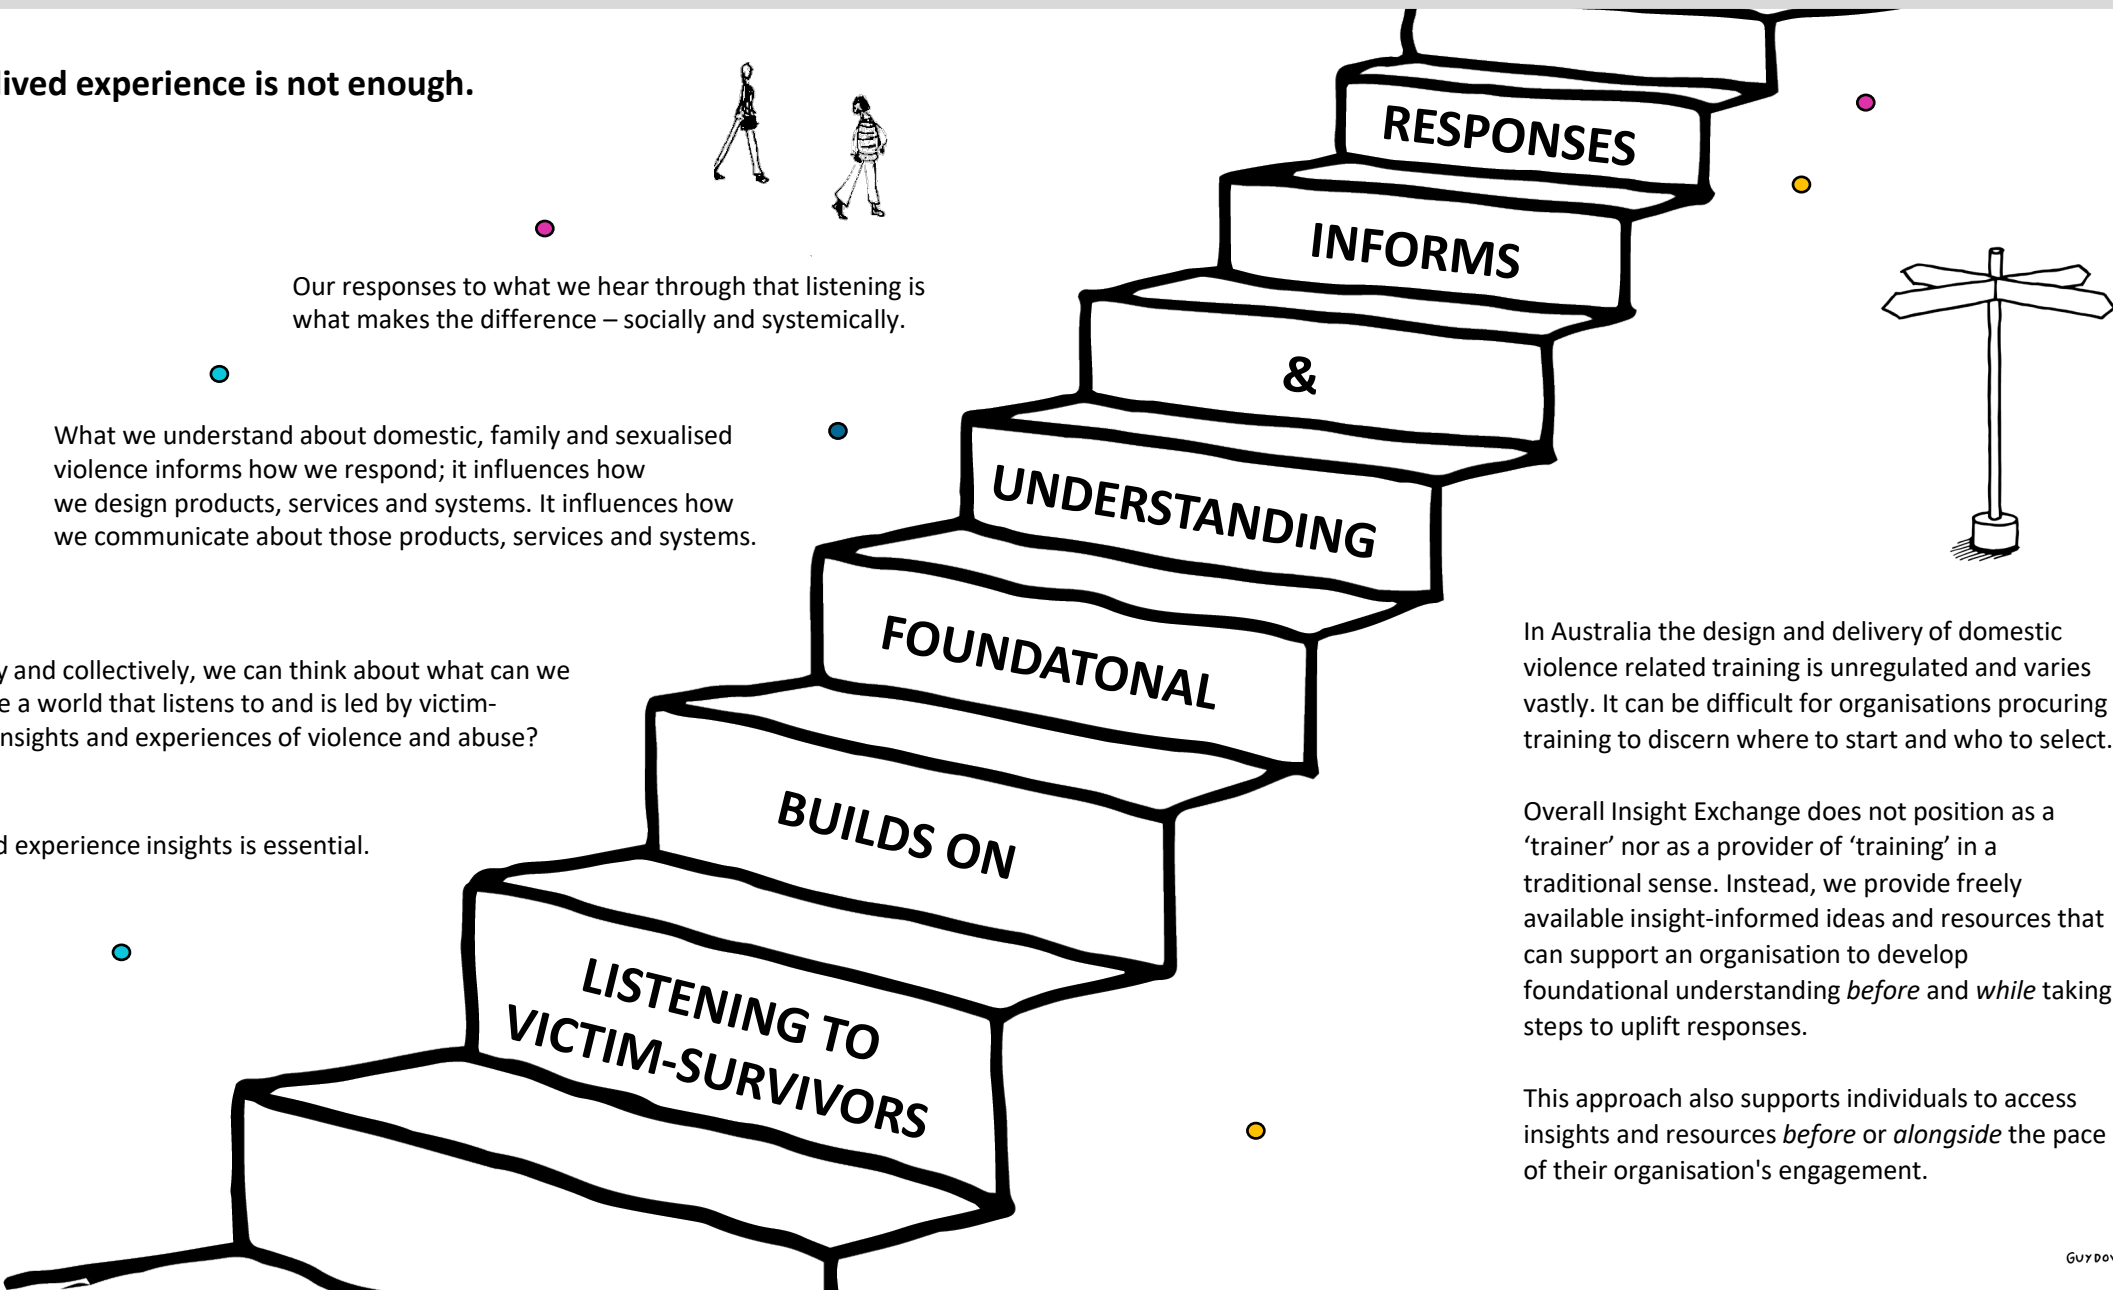 lived experience is not enough.
Our responses to what we hear through that listening is
what makes the difference – socially and systemically.
What we understand about domestic, family and sexualised
violence informs how we respond; it influences how
we design products, services and systems. It influences how
we communicate about those products, services and systems.
y and collectively, we can think about what can we
e a world that listens to and is led by victim-
nsights and experiences of violence and abuse?
d experience insights is essential.
RESPONSES
INFORMS
&
UNDERSTANDING
FOUNDATONAL
BUILDS ON
LISTENING TO
VICTIM-SURVIVORS
In Australia the design and delivery of domestic
violence related training is unregulated and varies
vastly. It can be difficult for organisations procuring
training to discern where to start and who to select.
Overall Insight Exchange does not position as a
‘trainer’ nor as a provider of ‘training’ in a
traditional sense. Instead, we provide freely
available insight-informed ideas and resources that
can support an organisation to develop
foundational understanding before and while taking
steps to uplift responses.
This approach also supports individuals to access
insights and resources before or alongside the pace
of their organisation's engagement.